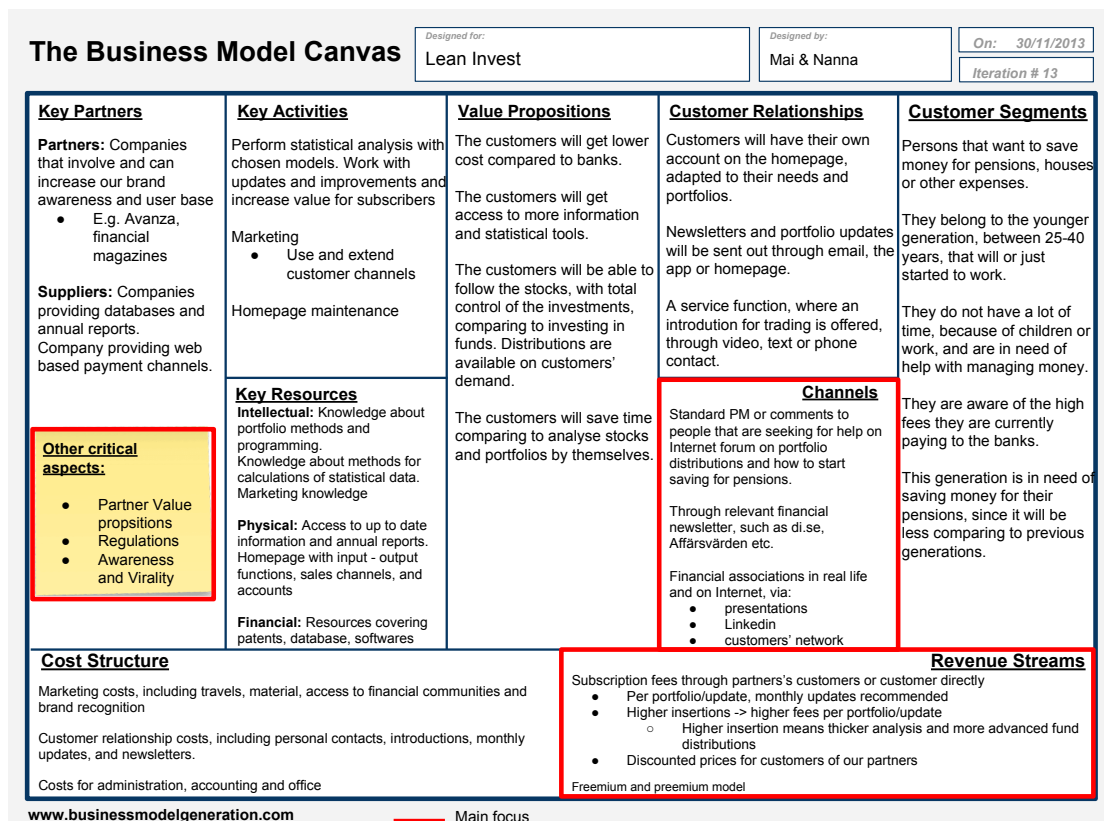 The Business Model Canvas
Designed for:
Lean Invest
Designed by:
Mai & Nanna
On: 30/11/2013
Iteration # 13
Key Partners
Partners: Companies
that involve and can
increase our brand
awareness and user base
● E.g. Avanza,
financial
magazines
Suppliers: Companies
providing databases and
annual reports.
Company providing web
based payment channels.
Other critical
aspects:
● Partner Value
propsitions
● Regulations
● Awareness
and Virality
Key Activities
Perform statistical analysis with
chosen models. Work with
updates and improvements and
increase value for subscribers
Marketing
● Use and extend
customer channels
Homepage maintenance
Key Resources
Intellectual: Knowledge about
portfolio methods and
programming.
Knowledge about methods for
calculations of statistical data.
Marketing knowledge
Physical: Access to up to date
information and annual reports.
Homepage with input - output
functions, sales channels, and
accounts
Financial: Resources covering
patents, database, softwares
Value Propositions
The customers will get lower
cost compared to banks.
The customers will get
access to more information
and statistical tools.
The customers will be able to
follow the stocks, with total
control of the investments,
comparing to investing in
funds. Distributions are
available on customers'
demand.
The customers will save time
comparing to analyse stocks
and portfolios by themselves.
Customer Relationships
Customers will have their own
account on the homepage,
adapted to their needs and
portfolios.
Newsletters and portfolio updates
will be sent out through email, the
app or homepage.
A service function, where an
introdution for trading is offered,
through video, text or phone
contact.
Channels
Standard PM or comments to
people that are seeking for help on
Internet forum on portfolio
distributions and how to start
saving for pensions.
Through relevant financial
newsletter, such as di.se,
Affärsvärden etc.
Financial associations in real life
and on Internet, via:
● presentations
● Linkedin
● customers' network
Customer Segments
Persons that want to save
money for pensions, houses
or other expenses.
They belong to the younger
generation, between 25-40
years, that will or just
started to work.
They do not have a lot of
time, because of children or
work, and are in need of
help with managing money.
They are aware of the high
fees they are currently
paying to the banks.
This generation is in need of
saving money for their
pensions, since it will be
less comparing to previous
generations.
Cost Structure
Marketing costs, including travels, material, access to financial communities and
brand recognition
Customer relationship costs, including personal contacts, introductions, monthly
updates, and newsletters.
Costs for administration, accounting and office
Revenue Streams
Subscription fees through partners's customers or customer directly
● Per portfolio/update, monthly updates recommended
● Higher insertions -> higher fees per portfolio/update
○ Higher insertion means thicker analysis and more advanced fund
distributions
● Discounted prices for customers of our partners
Freemium and preemium model
www.businessmodelgeneration.com
Main focus